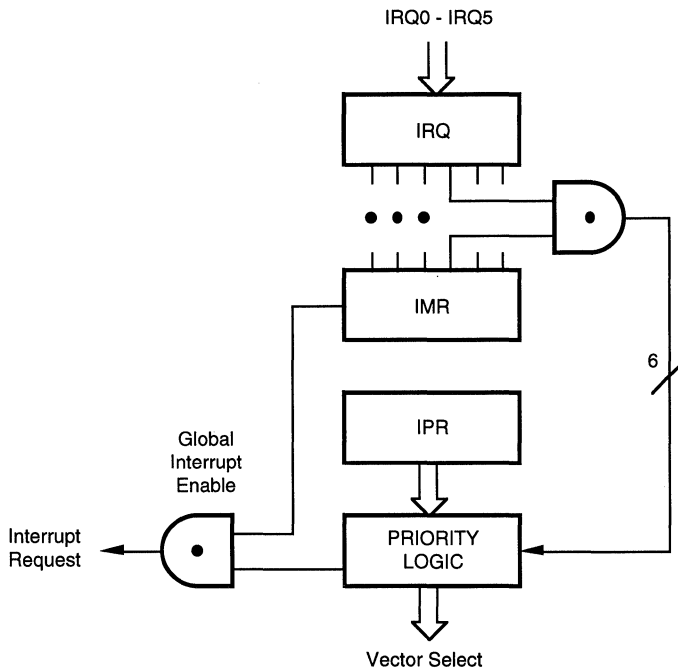 IRQ0 - IRQ5
IRQ
IMR
6
IPR
Global
Interrupt
Enable
PRIORITY
LOGIC
Interrupt
Request
Vector Select